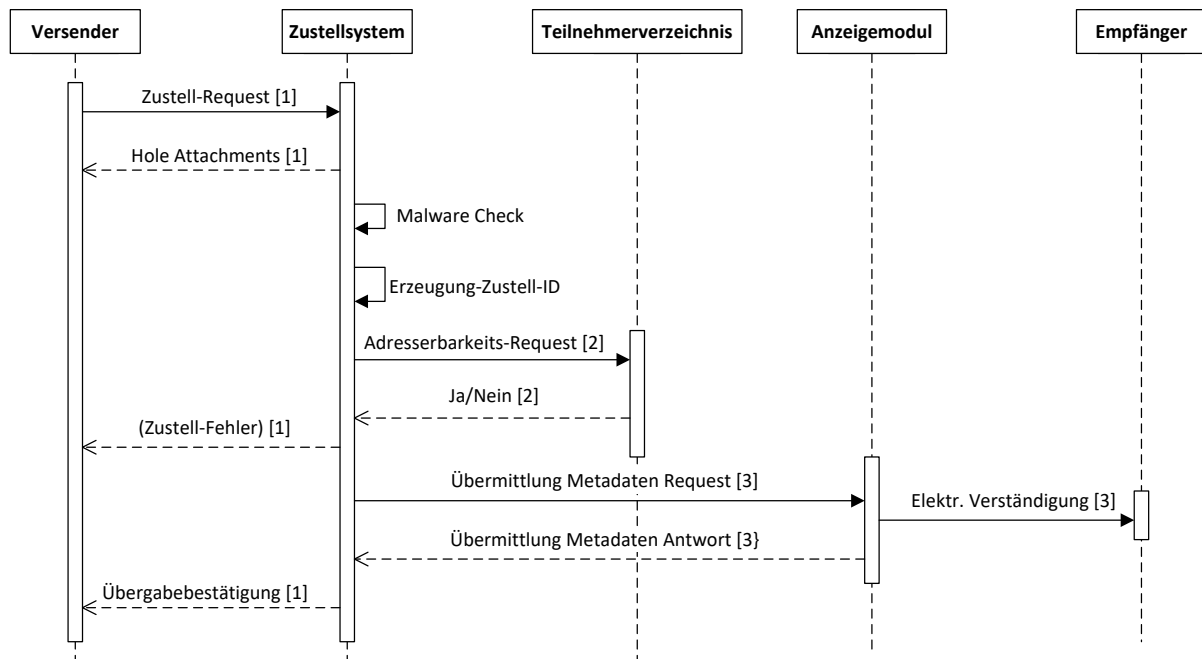 Versender
Zustellsystem
Teilnehmerverzeichnis
Anzeigemodul
Empfänger
Zustell-Request [1]
Hole Attachments [1]
Malware Check
Erzeugung-Zustell-ID
Adresserbarkeits-Request [2]
Ja/Nein [2]
(Zustell-Fehler) [1]
Übermittlung Metadaten Request [3]
Elektr. Verständigung [3]
Übermittlung Metadaten Antwort [3}
Übergabebestätigung [1]